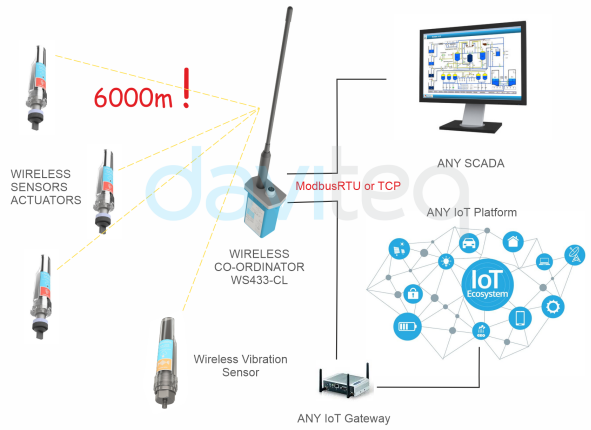 6000m!
WIRELESS
SENSORS
ACTUATORS
daviteq
ModbusRTU or TCP
WIRELESS
CO-ORDINATOR
WS433-CL
ANY SCADA
ANY IoT Platform
IoT
Ecosystem
Wireless Vibration
Sensor
ANY IoT Gateway